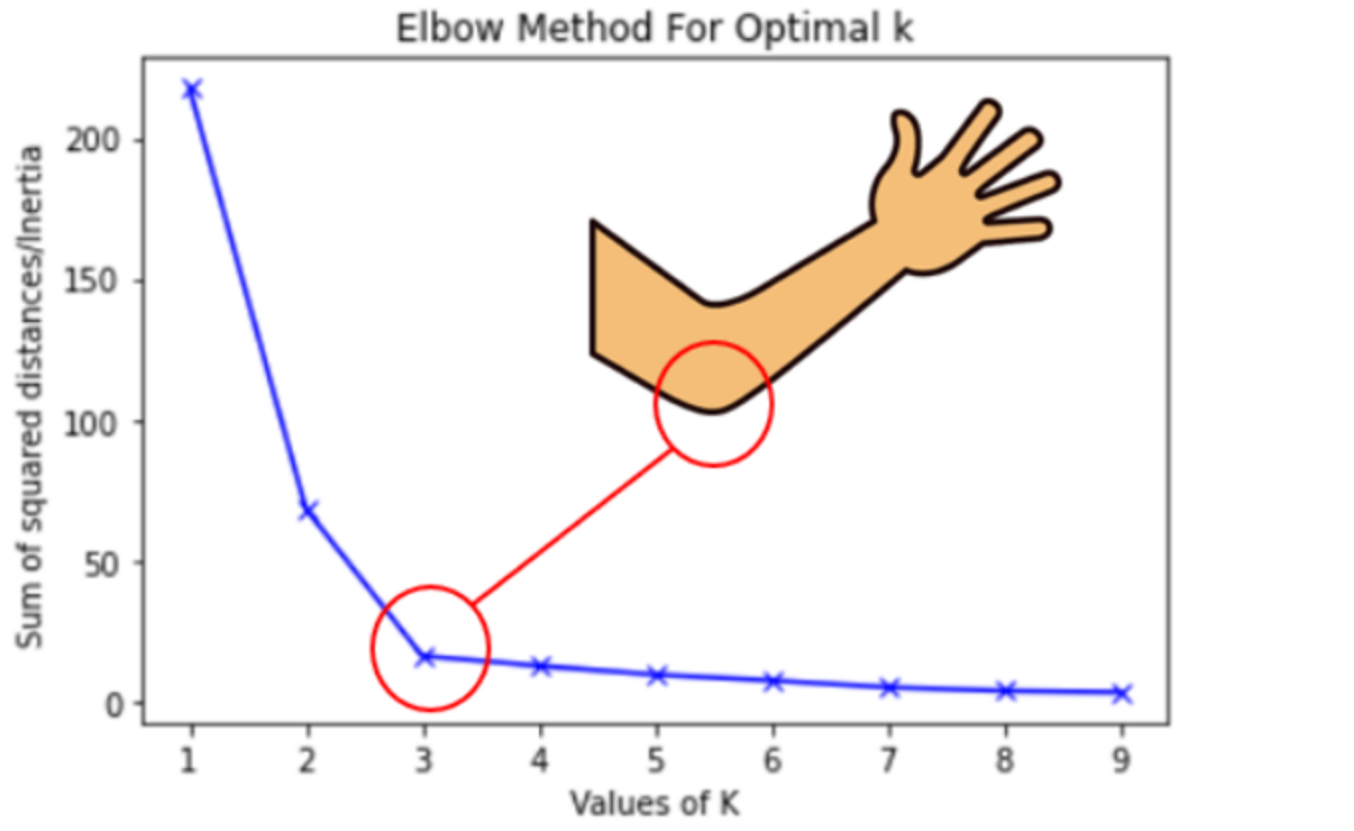 Elbow Method For Optimal k
Sum of squared distances/Inertia
200
150
100
50
0
1 2 3 4 5 6 7 8 9
Values of K